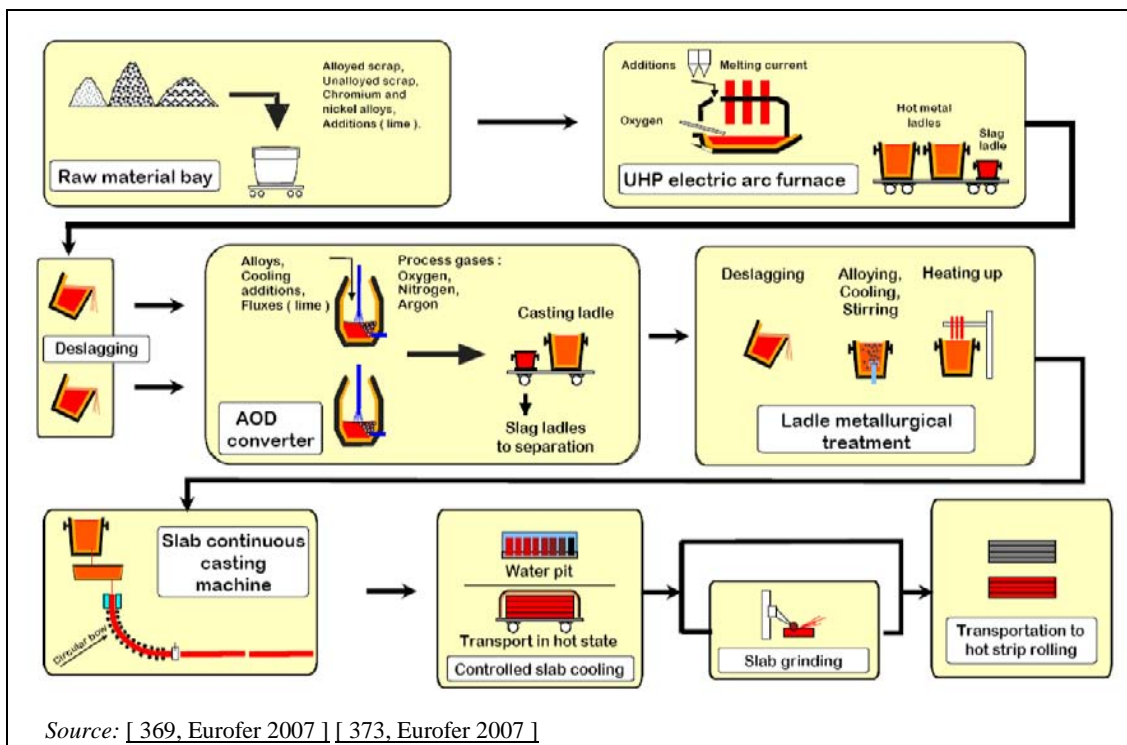 Alloyed scrap,
Unalloyed scrap,
Chromium and
nickel alloys,
Additions ( lime ).
Raw material bay
Additions
Melting current
Oxygen
Hot metal
ladles
Slag
ladle
UHP electric arc furnace
Deslagging
Alloys,
Cooling
additions,
Fluxes ( lime )
Process gases :
Oxygen,
Nitrogen,
Argon
Casting ladle
AOD
converter
Slag ladles
to separation
Deslagging
Alloying,
Cooling,
Stirring
Heating up
Ladle metallurgical
treatment
Slab continuous
casting
machine
Circular bow
Water pit
Transport in hot state
Controlled slab cooling
Slab grinding
Transportation to
hot strip rolling
Source: [ 369, Eurofer 2007 ] [ 373, Eurofer 2007 ]